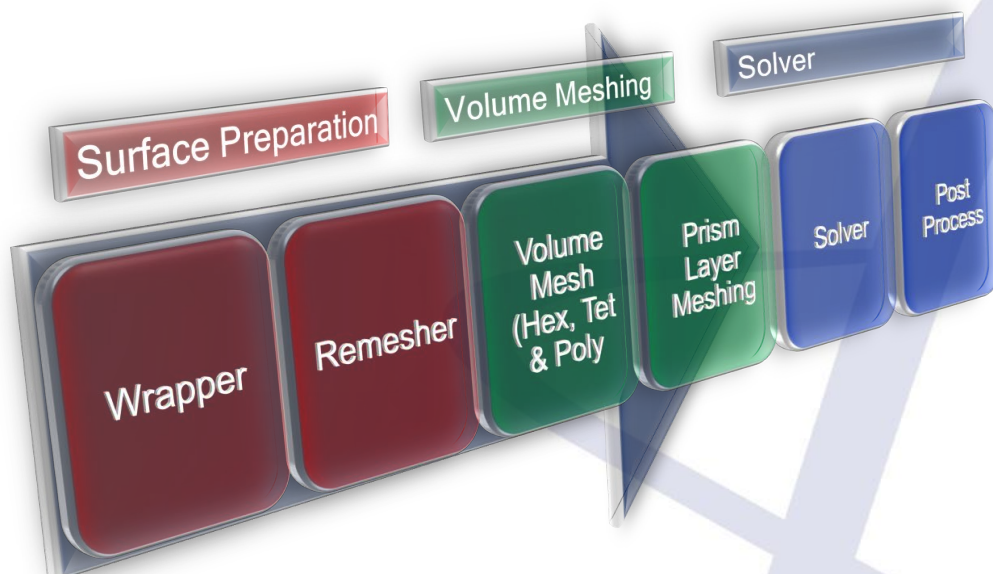 Surface Preparation
Volume Meshing
Solver
Wrapper
Remesher
Volume
Mesh
(Hex, Tet
& Poly
Prism
Layer
Meshing
Solver
Post
Process